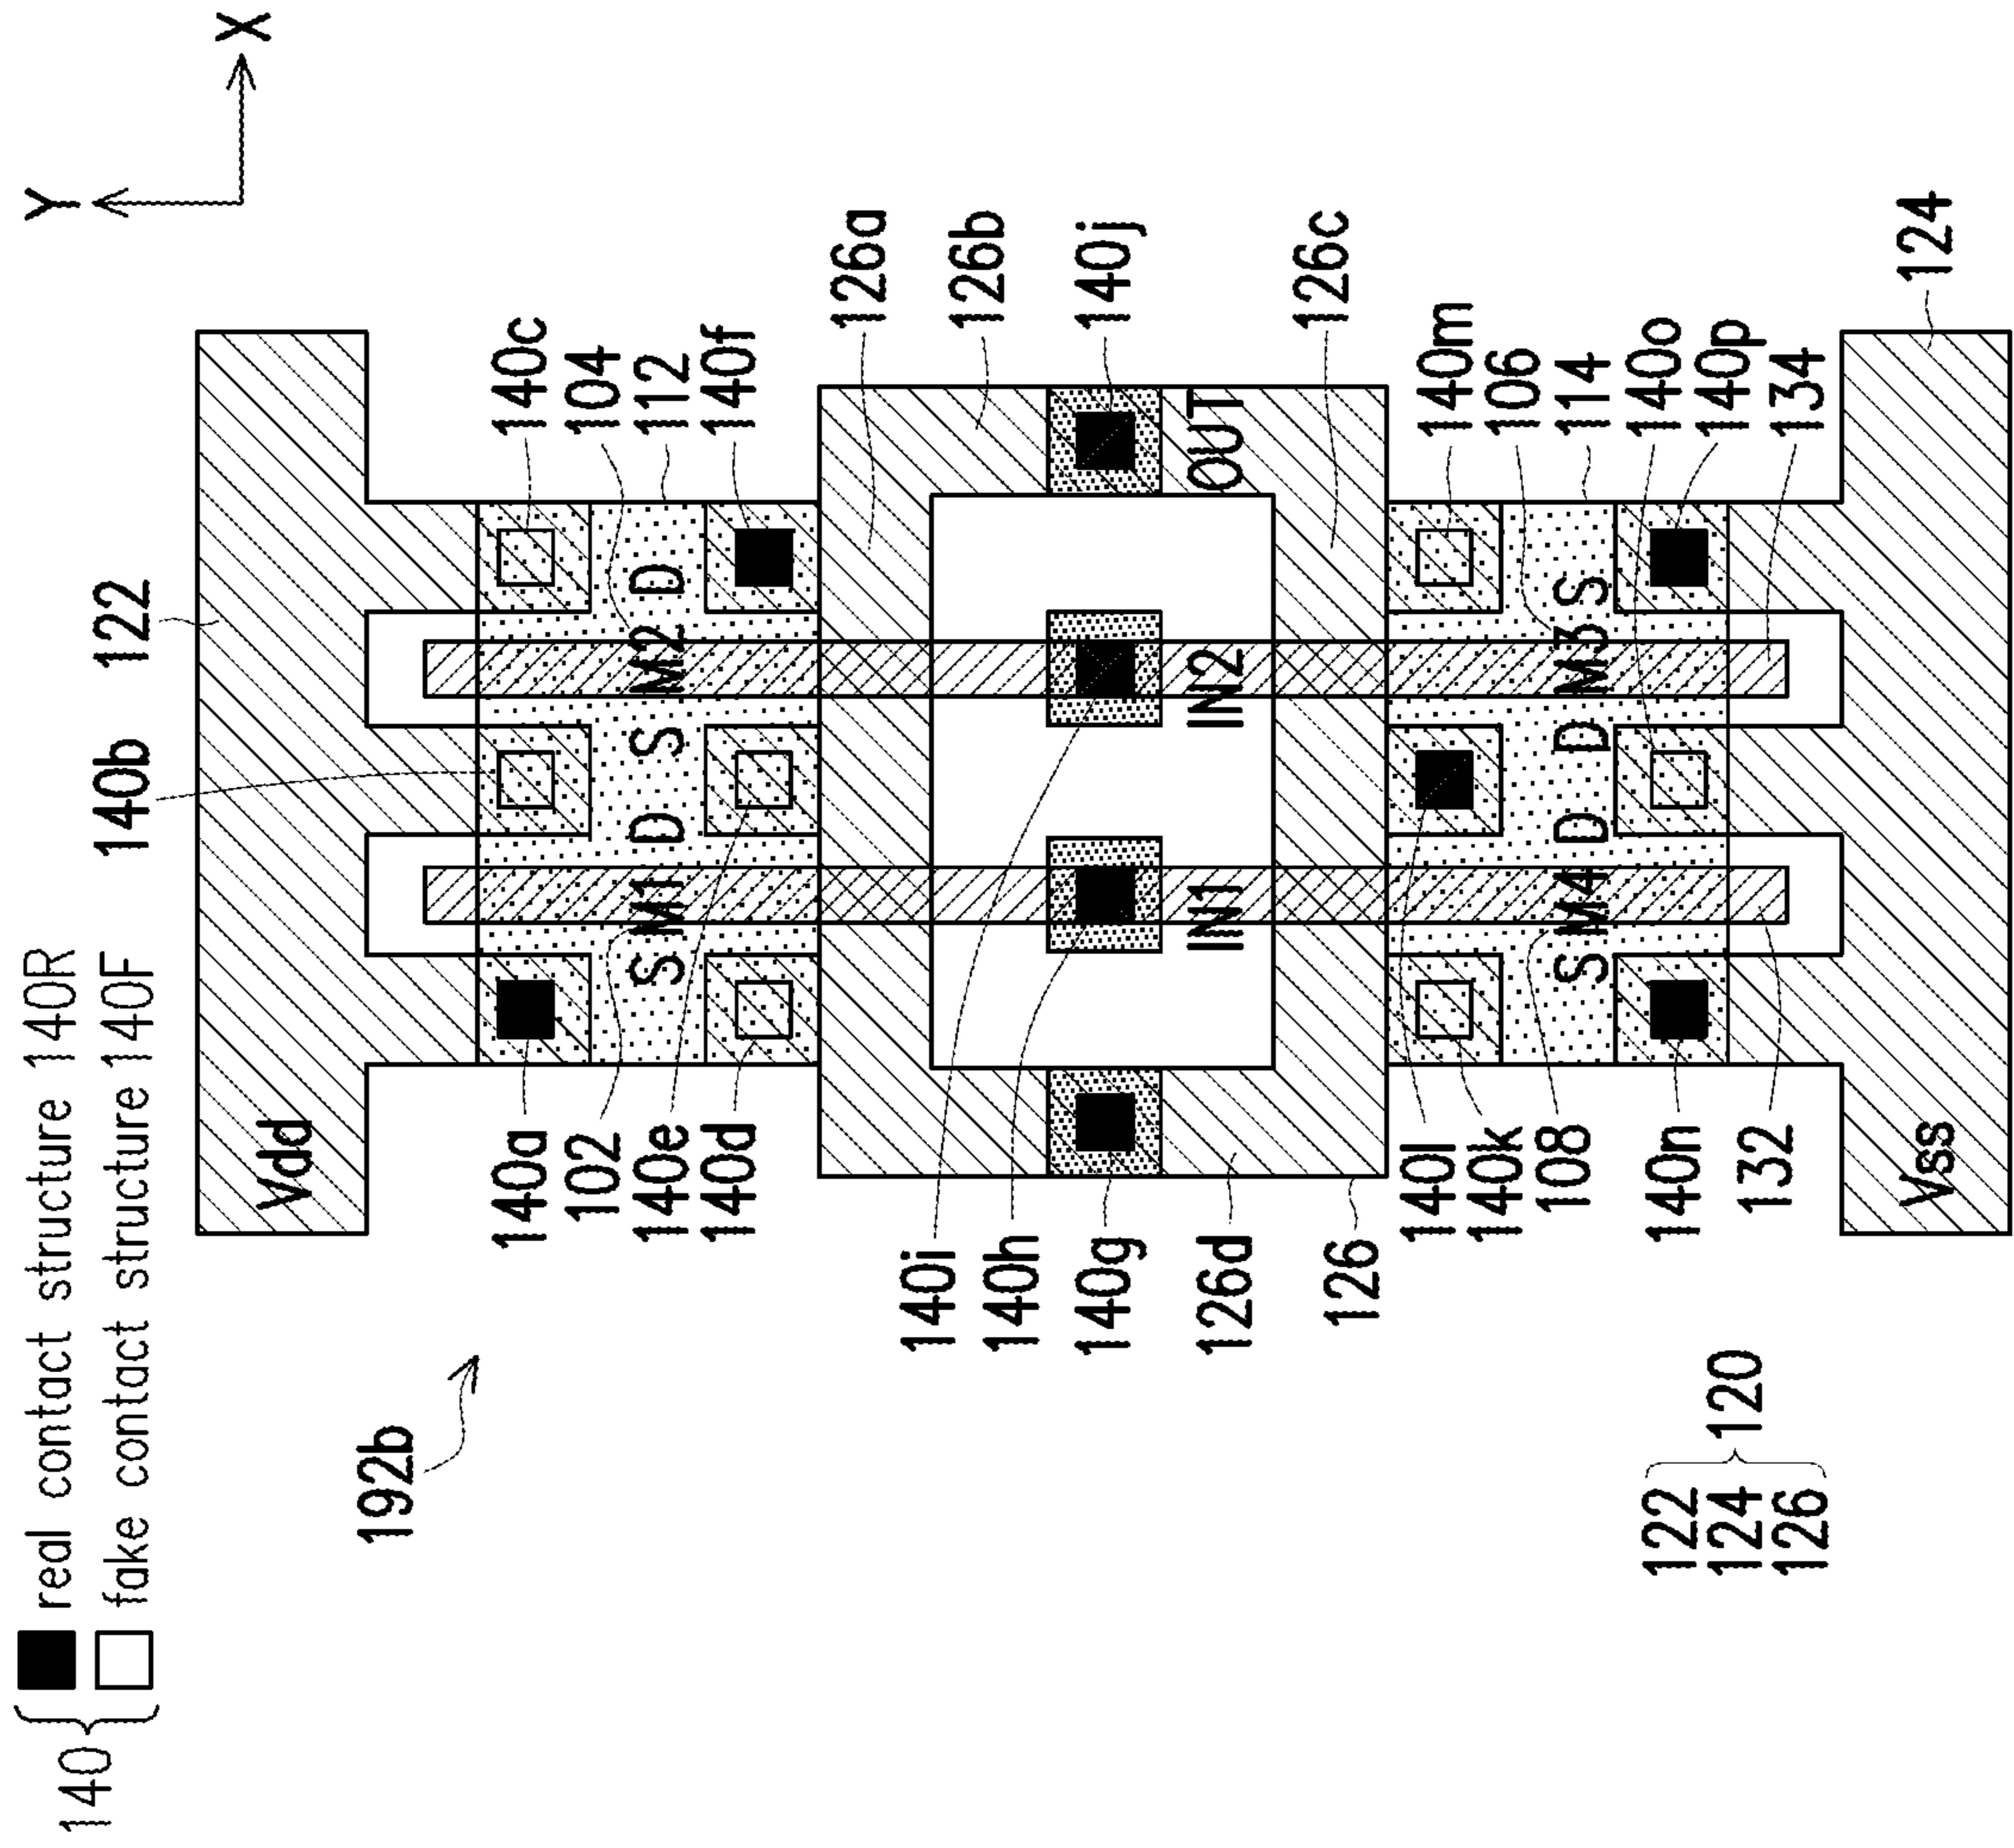 140
real contact structure 140R
fake contact structure 140F
Y
X
140b
122
Vdd
140a
102
140e
140d
140c
104
112
140f
S M1 D S M2 D
192b
126a
126b
140j
126c
140i
140h
140g
126d
126
IN1
IN2
OUT
140l
140k
108
140n
132
140m
106
114
140o
140p
134
S M4 D D M3 S
124
Vss
122
124
126
120